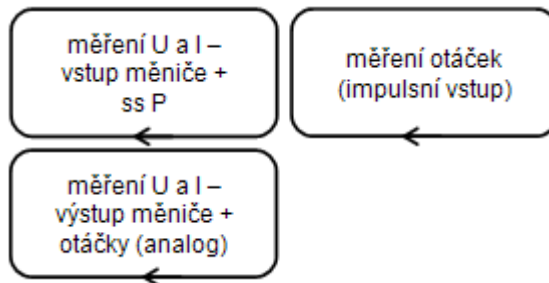 měření U a I –
vstup měniče +
ss P
měření otáček
(impulsní vstup)
měření U a I –
výstup měniče +
otáčky (analog)